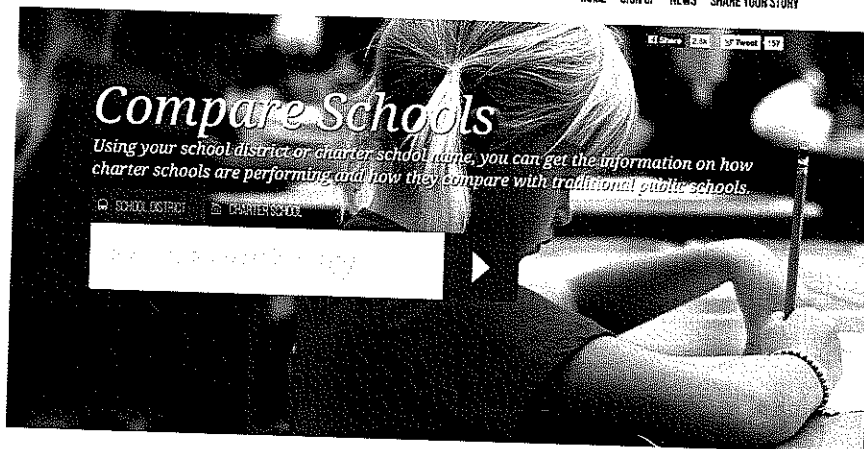 HOME SIGN UP NEWS SHARE YOUR STORY
Share 2.8k Tweet 157
Compare Schools
Using your school district or charter school name, you can get the information on how
charter schools are performing and how they compare with traditional public schools.
SCHOOL DISTRICT CHARTER SCHOOL